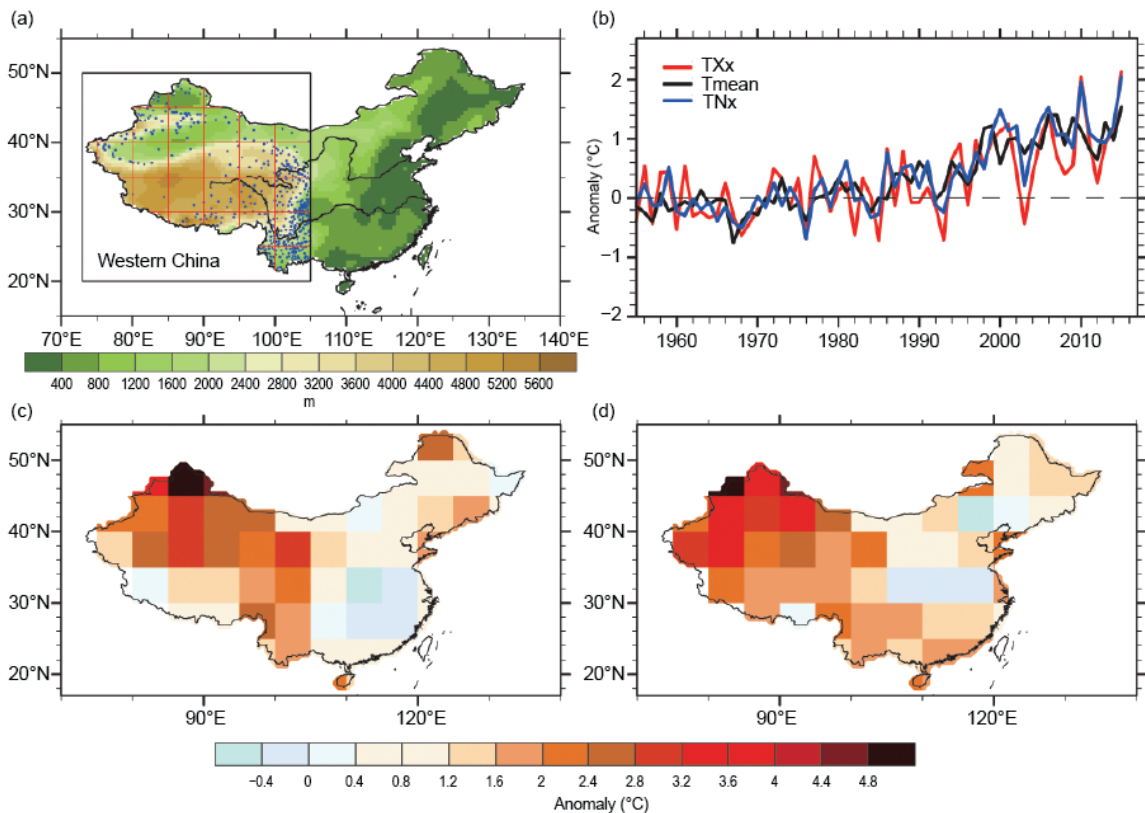 (a)
50°N
40°N
30°N
20°N
Western China
70°E 80°E 90°E 100°E 110°E 120°E 130°E 140°E
400 800 1200 1600 2000 2400 2800 3200 3600 4000 4400 4800 5200 5600
m
(b)
TXx
Tmean
TNx
Anomaly (°C)
2
1
0
−1
−2
1960 1970 1980 1990 2000 2010
(c)
50°N
40°N
30°N
20°N
90°E 120°E
(d)
50°N
40°N
30°N
20°N
90°E 120°E
−0.4 0 0.4 0.8 1.2 1.6 2 2.4 2.8 3.2 3.6 4 4.4 4.8
Anomaly (°C)